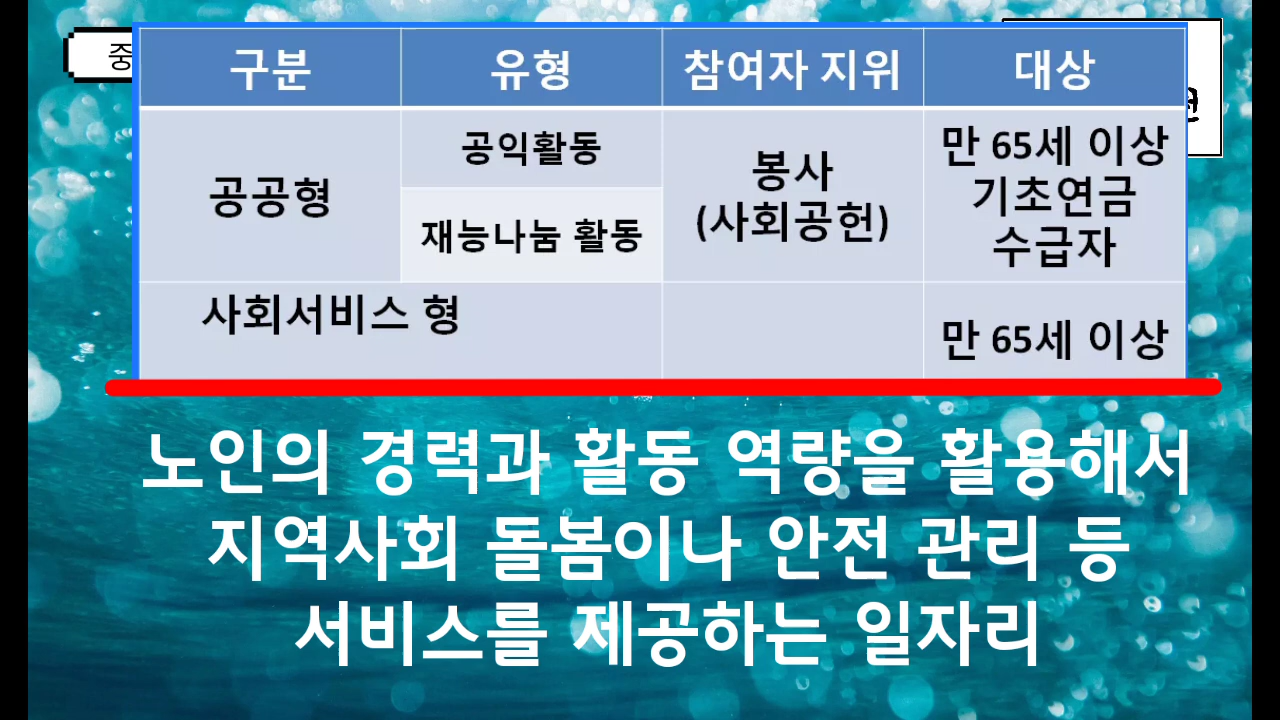 중
구분 유형 참여자 지위 대상
공공형
공익활동
재능나눔 활동
봉사
(사회공헌)
만 65세 이상
기초연금
수급자
사회서비스 형
만 65세 이상
노인의 경력과 활동 역량을 활용해서
지역사회 돌봄이나 안전 관리 등
서비스를 제공하는 일자리